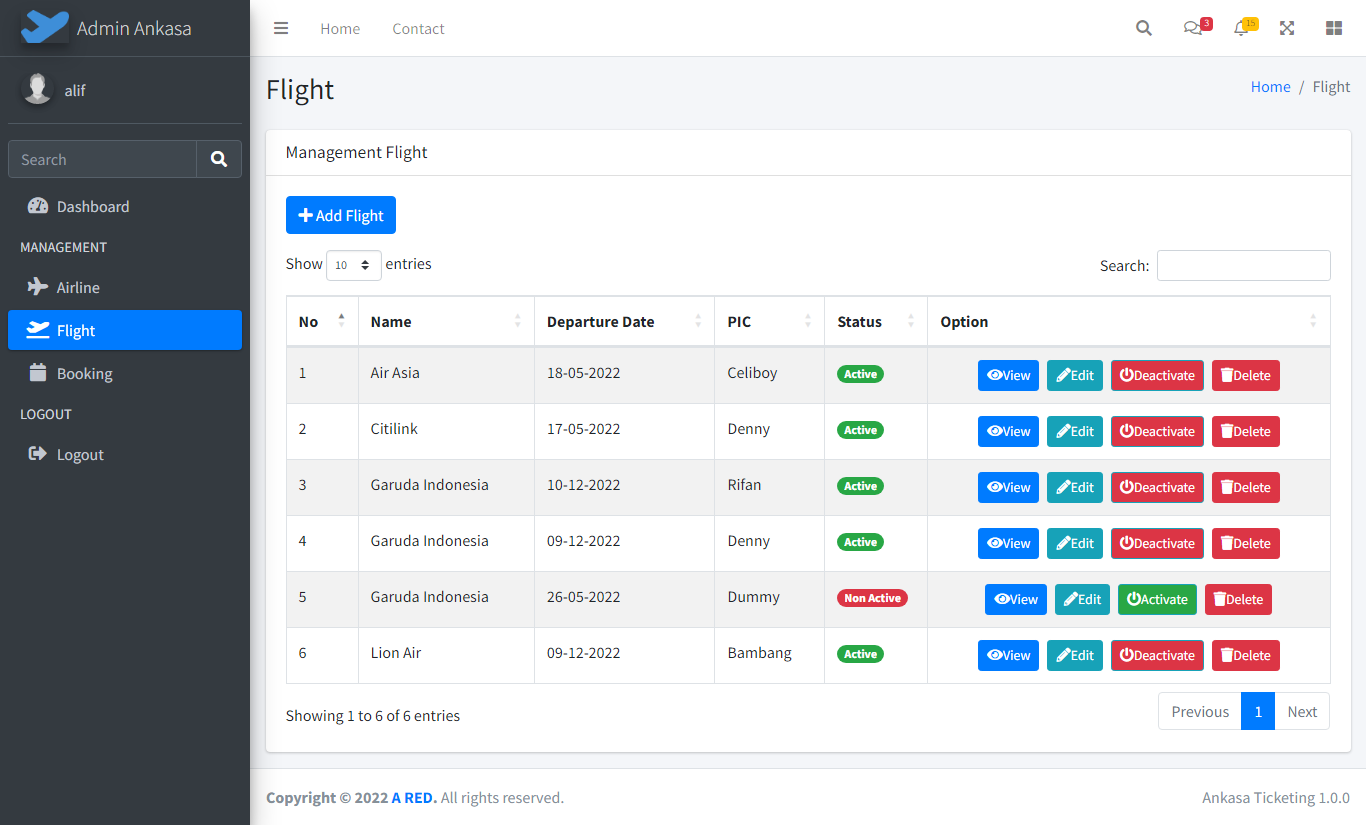 Admin Ankasa
Home Contact 3 15
alif
Flight
Home / Flight
Search
Dashboard
MANAGEMENT
Airline
Flight
Booking
LOGOUT
Logout
Management Flight
Add Flight
Show 10 entries Search:
No Name Departure Date PIC Status Option
1 Air Asia 18-05-2022 Celiboy Active View Edit Deactivate Delete
2 Citilink 17-05-2022 Denny Active View Edit Deactivate Delete
3 Garuda Indonesia 10-12-2022 Rifan Active View Edit Deactivate Delete
4 Garuda Indonesia 09-12-2022 Denny Active View Edit Deactivate Delete
5 Garuda Indonesia 26-05-2022 Dummy Non Active View Edit Activate Delete
6 Lion Air 09-12-2022 Bambang Active View Edit Deactivate Delete
Showing 1 to 6 of 6 entries Previous 1 Next
Copyright © 2022 A RED. All rights reserved. Ankasa Ticketing 1.0.0